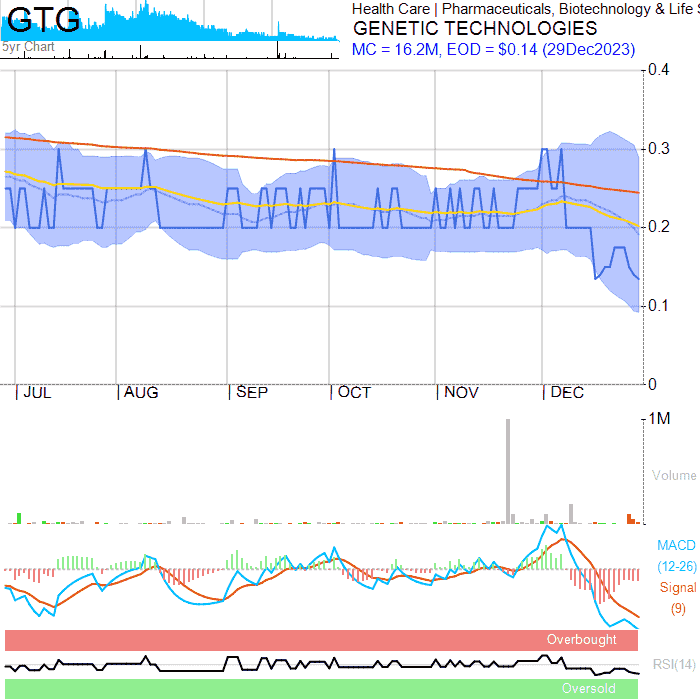 GTG
5yr Chart
Health Care | Pharmaceuticals, Biotechnology & Life S
GENETIC TECHNOLOGIES
MC = 16.2M, EOD = $0.14 (29Dec2023)
0.4
0.3
0.2
0.1
0
| JUL | AUG | SEP | OCT | NOV | DEC
1M
Volume
MACD
(12-26)
Signal
(9)
Overbought
RSI(14)
Oversold